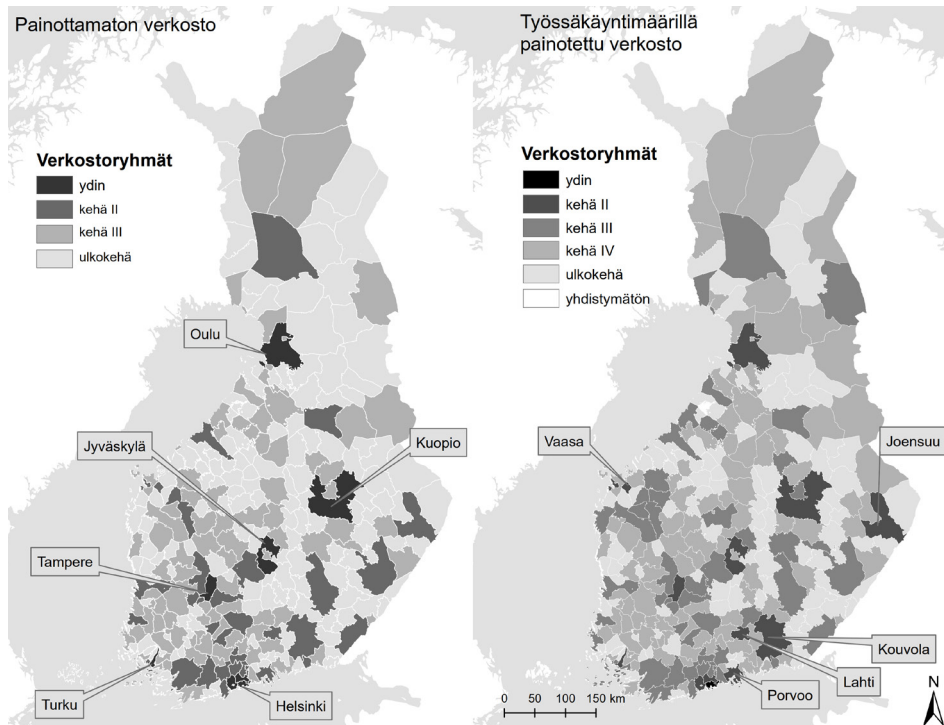 Painottamaton verkosto
Verkostoryhmät
ydin
kehä II
kehä III
ulkokehä
Oulu
Jyväskylä
Kuopio
Tampere
Turku
Helsinki
Työssäkäyntimäärillä
painotettu verkosto
Verkostoryhmät
ydin
kehä II
kehä III
kehä IV
ulkokehä
yhdistymätön
Vaasa
Joensuu
Kouvola
Lahti
Porvoo
0 50 100 150 km
N